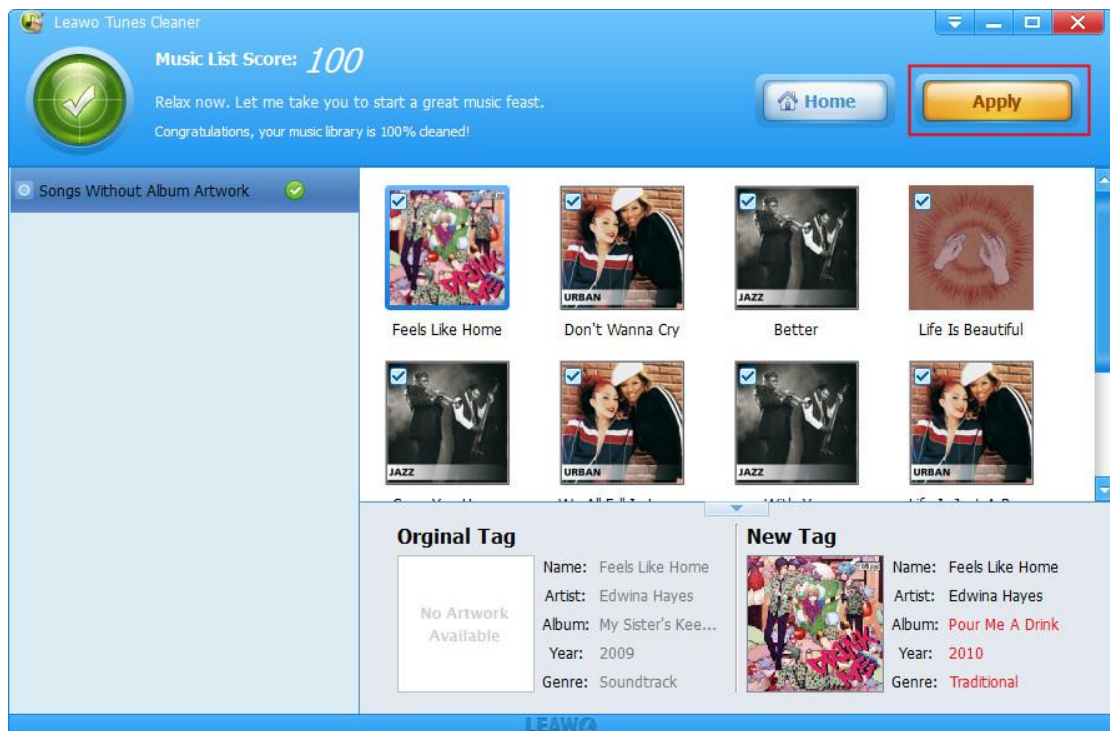 Leawo Tunes Cleaner
Music List Score: 100
Relax now. Let me take you to start a great music feast.
Congratulations, your music library is 100% cleaned!
Home
Apply
Songs Without Album Artwork
URBAN
JAZZ
Feels Like Home
Don't Wanna Cry
Better
Life Is Beautiful
JAZZ
URBAN
JAZZ
URBAN
Orginal Tag
No Artwork
Available
Name: Feels Like Home
Artist: Edwina Hayes
Album: My Sister's Kee...
Year: 2009
Genre: Soundtrack
New Tag
DRINK
ME
Name: Feels Like Home
Artist: Edwina Hayes
Album: Pour Me A Drink
Year: 2010
Genre: Traditional
LEAWO